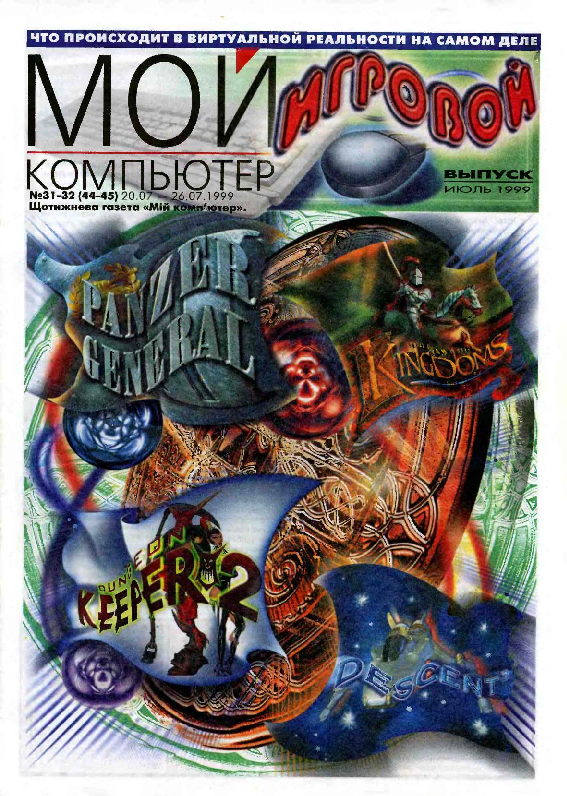 ЧТО ПРОИСХОДИТ В ВИРТУАЛЬНОЙ РЕАЛЬНОСТИ НА САМОМ ДЕЛЕ
МОЙ ИГРОВОЙ
КОМПЬЮТЕР
ВЫПУСК
ИЮЛЬ 1999
№31-32 (44-45) 20.07 26.07.1999
Щотижнева газета «Мій комп'ютер».
PANZER
GENERAL
KINGDOMS
DUNGEON
KEEPER 2
DESCENT